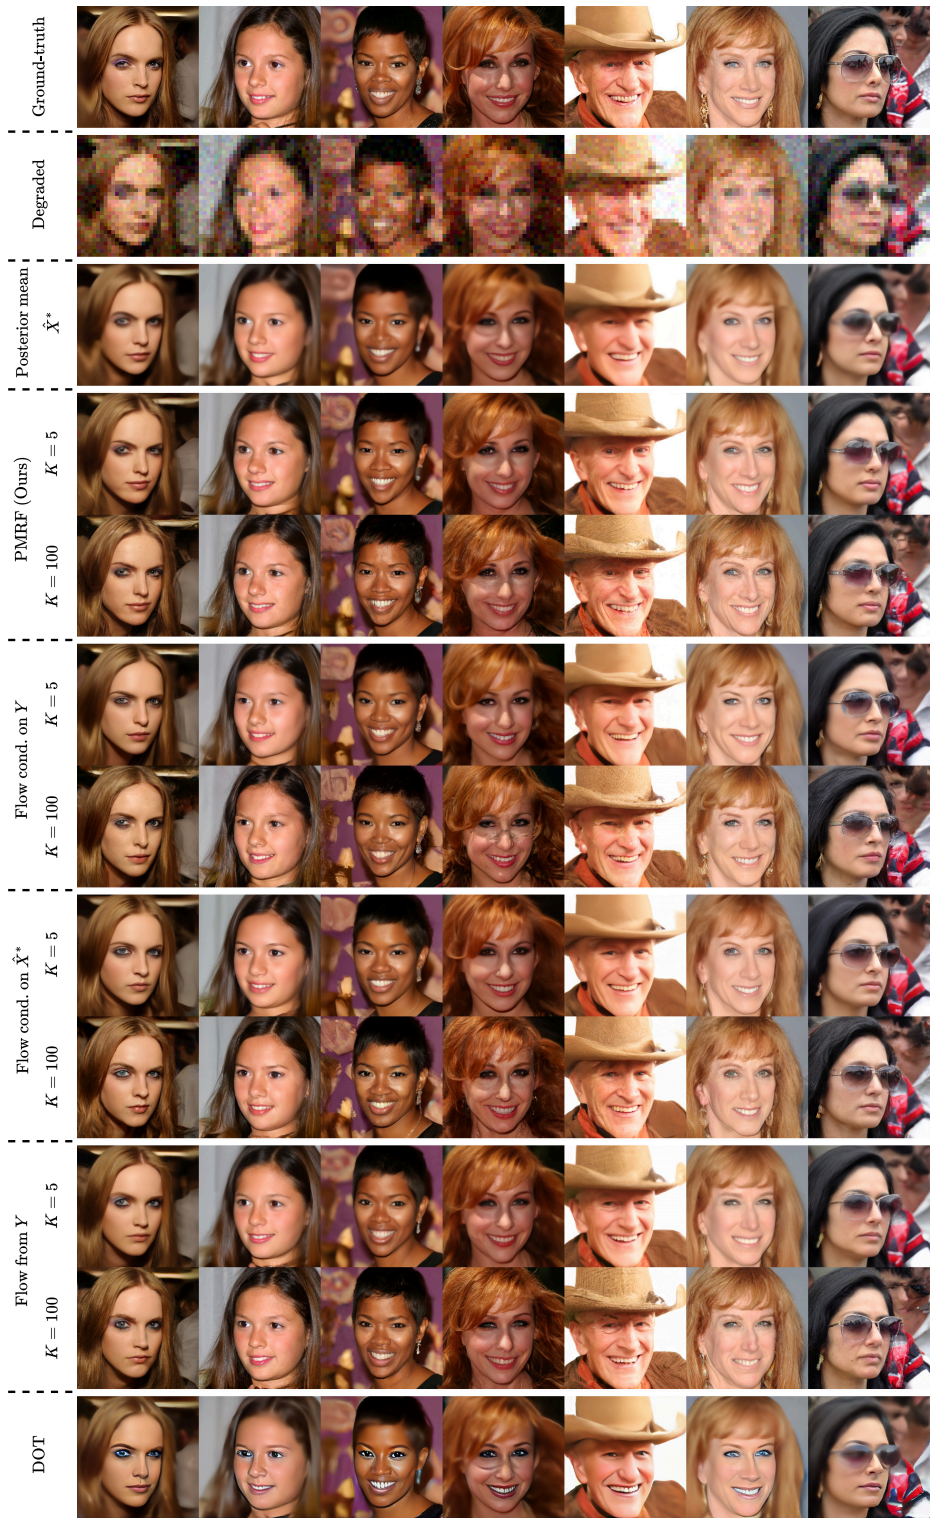 Ground-truth
Degraded
Posterior mean
X̂*
PMRF (Ours)
K = 5
K = 100
Flow cond. on Y
K = 5
K = 100
Flow cond. on X̂*
K = 5
K = 100
Flow from Y
K = 5
K = 100
DOT